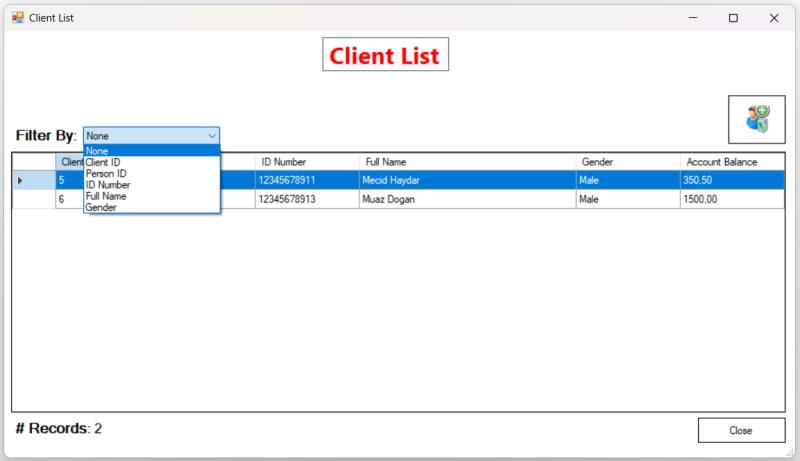 Client List
Client List
Filter By: None
None
Client ID
Person ID
ID Number
Full Name
Gender
Client ID Number Full Name Gender Account Balance
5 12345678911 Mecid Haydar Male 350,50
6 12345678913 Muaz Dogan Male 1500,00
# Records: 2
Close